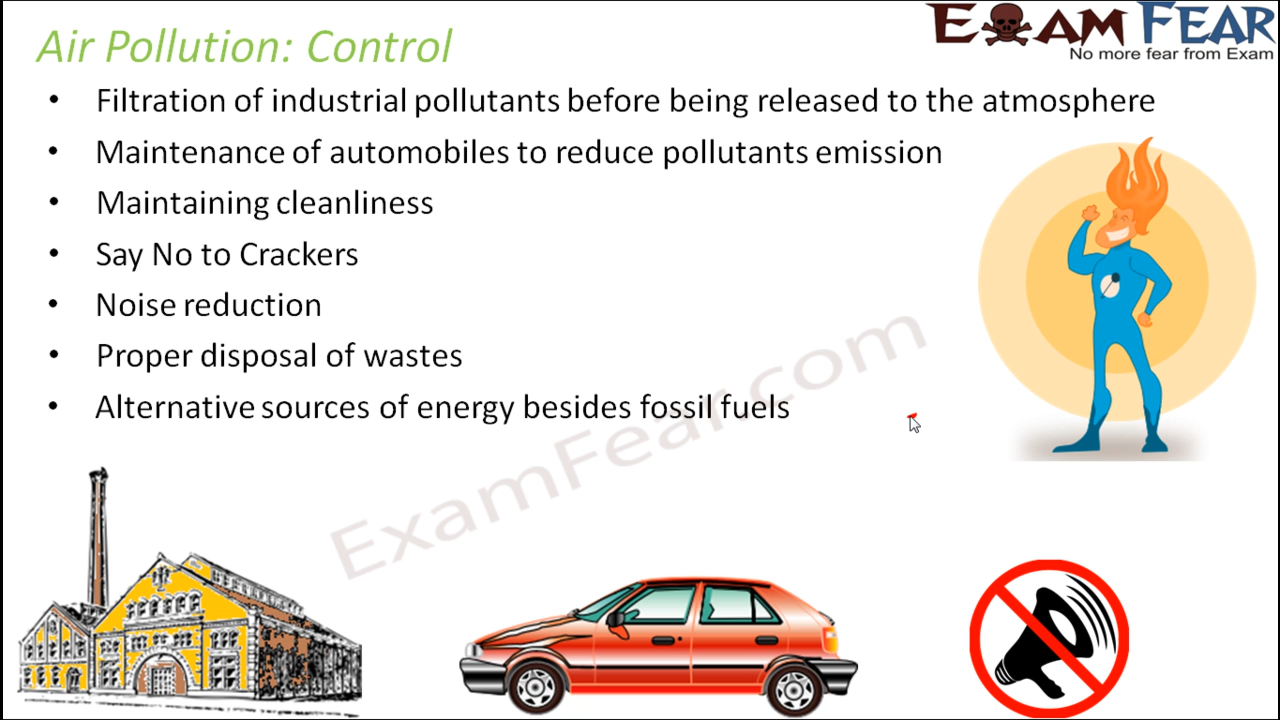 Air Pollution: Control
EXAM FEAR
No more fear from Exam
• Filtration of industrial pollutants before being released to the atmosphere
• Maintenance of automobiles to reduce pollutants emission
• Maintaining cleanliness
• Say No to Crackers
• Noise reduction
• Proper disposal of wastes
• Alternative sources of energy besides fossil fuels
ExamFear.com